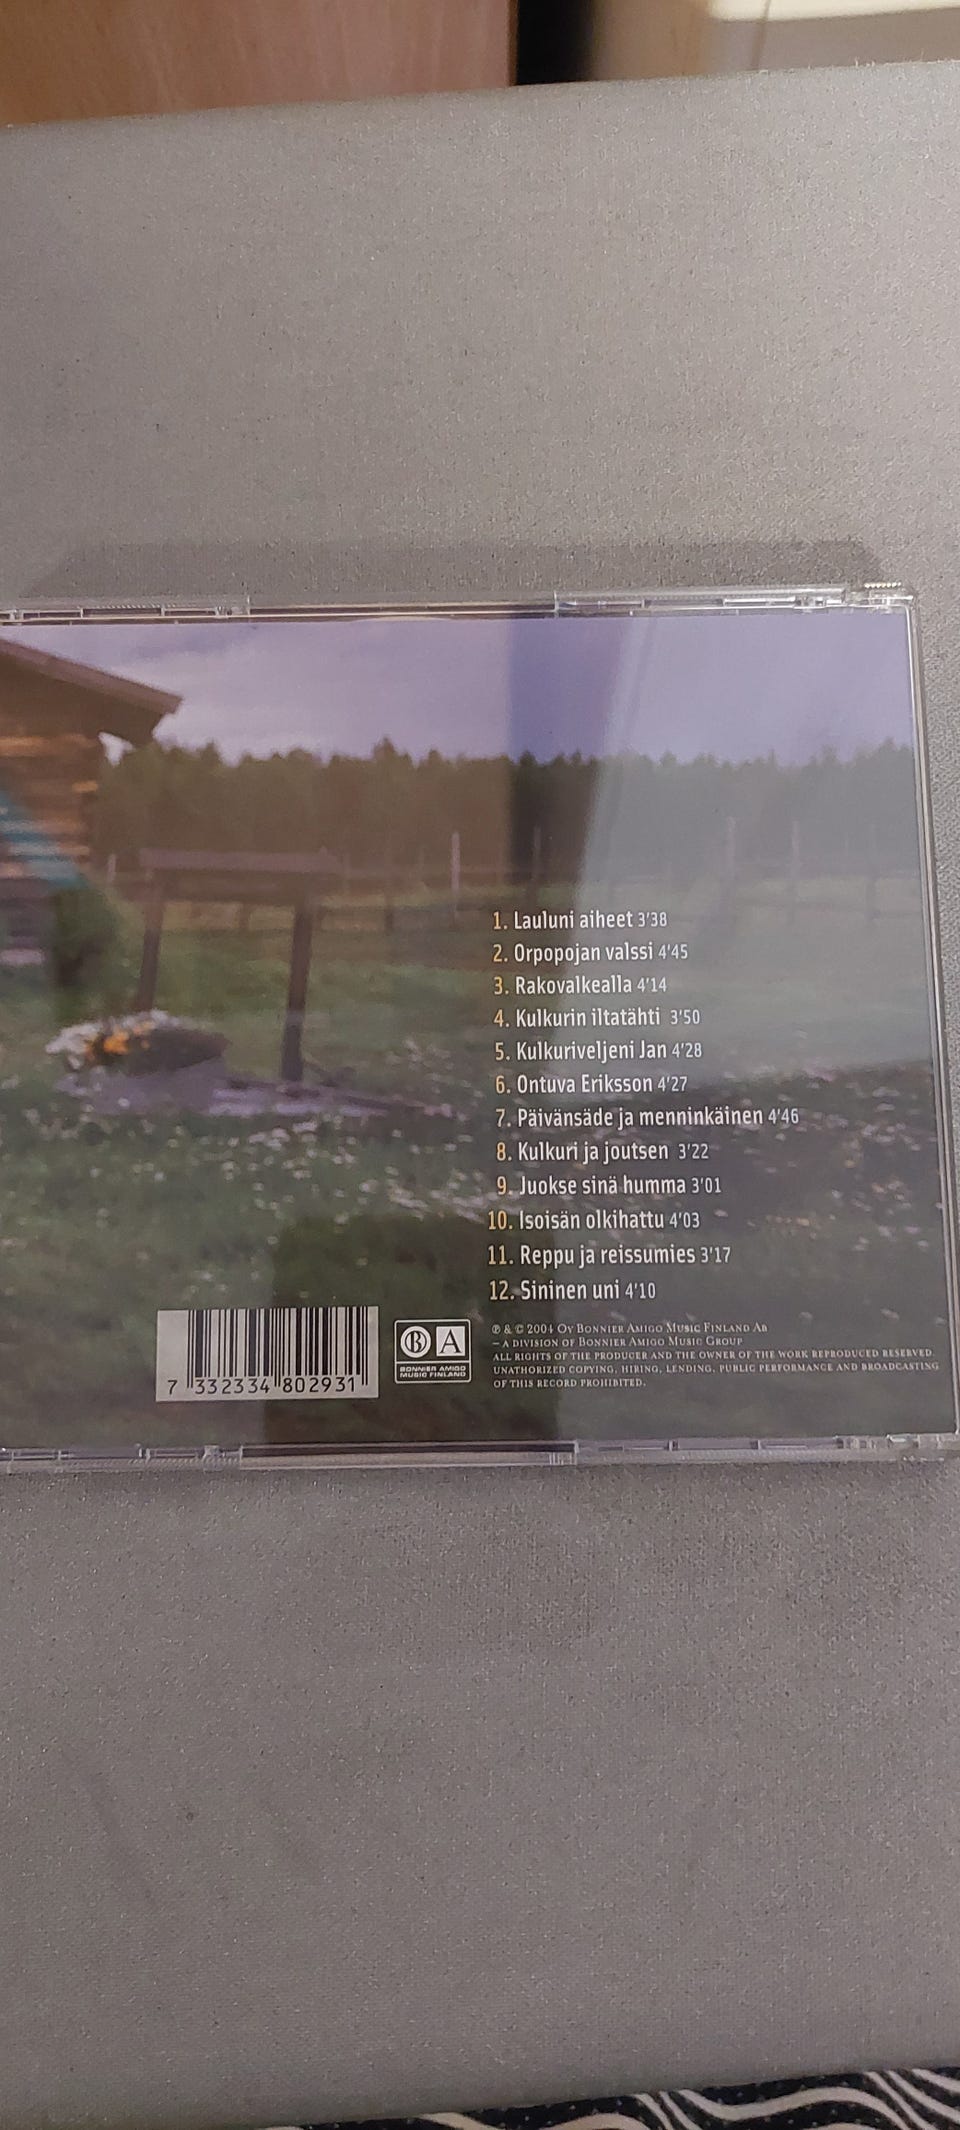 1. Lauluni aiheet 3'38
2. Orpopojan valssi 4'45
3. Rakovalkealla 4'14
4. Kulkurin iltatähti 3'50
5. Kulkuriveljeni Jan 4'28
6. Ontuva Eriksson 4'27
7. Päivänsäde ja menninkäinen 4'46
8. Kulkuri ja joutsen 3'22
9. Juokse sinä humma 3'01
10. Isoisän olkihattu 4'03
11. Reppu ja reissumies 3'17
12. Sininen uni 4'10
℗ & © 2004 Oy Bonnier Amigo Music Finland Ab
– A DIVISION OF BONNIER AMIGO MUSIC GROUP
ALL RIGHTS OF THE PRODUCER AND THE OWNER OF THE WORK REPRODUCED RESERVED.
UNAUTHORIZED COPYING, HIRING, LENDING, PUBLIC PERFORMANCE AND BROADCASTING
OF THIS RECORD PROHIBITED.
B A
BONNIER AMIGO
MUSIC FINLAND
7 332334 802931